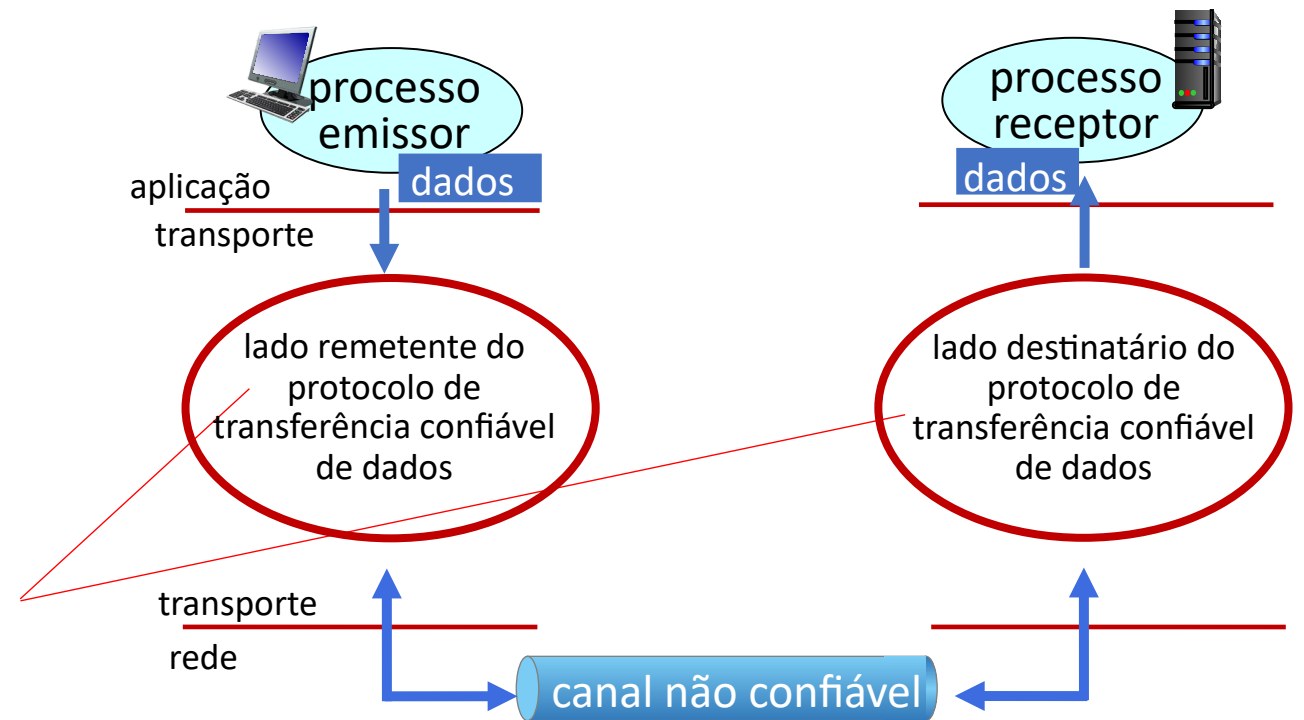 processo
emissor
dados
aplicação
transporte
processo
receptor
dados
lado remetente do
protocolo de
transferência confiável
de dados
lado destinatário do
protocolo de
transferência confiável
de dados
transporte
rede
canal não confiável